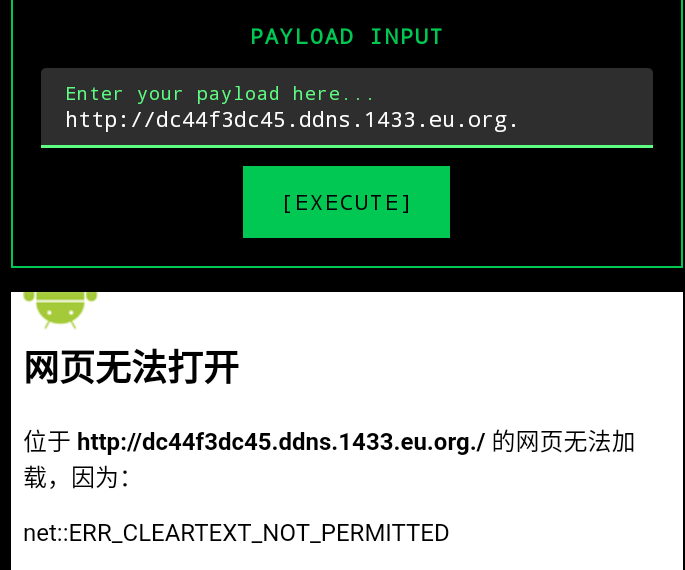 PAYLOAD INPUT
Enter your payload here...
http://dc44f3dc45.ddns.1433.eu.org.
[EXECUTE]
网页无法打开
位于 http://dc44f3dc45.ddns.1433.eu.org./ 的网页无法加
载，因为：
net::ERR_CLEARTEXT_NOT_PERMITTED